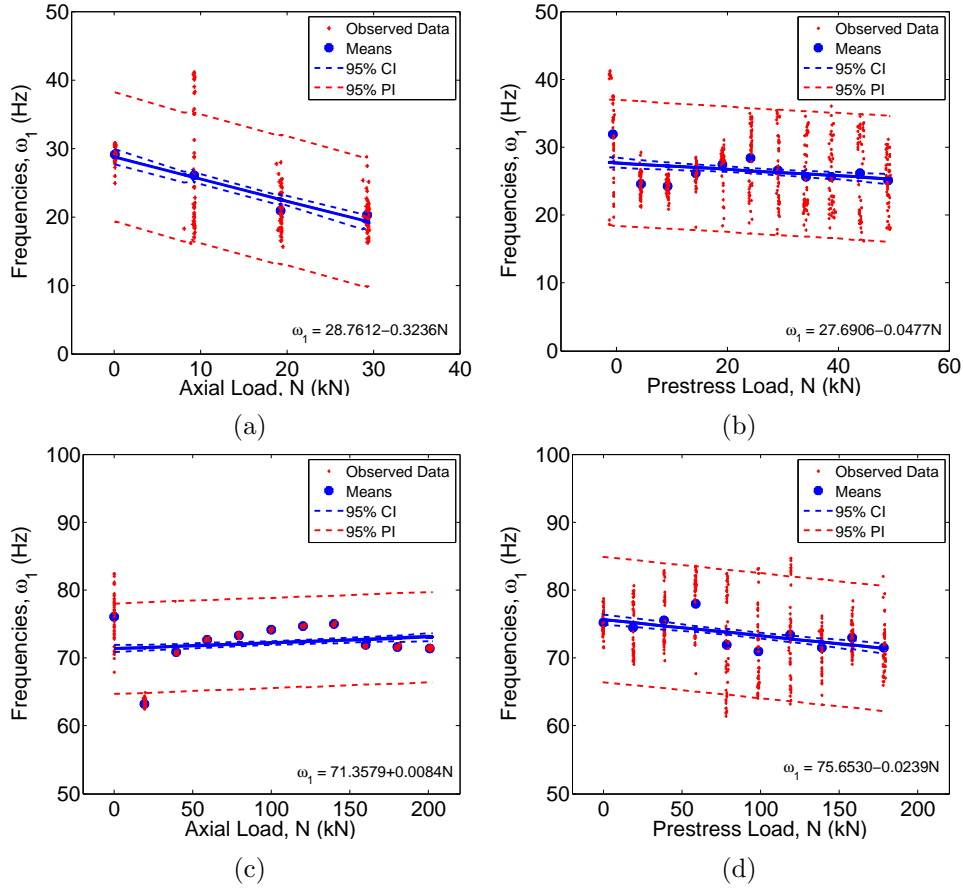 50
40
30
20
10
0
Frequencies, ω₁ (Hz)
Observed Data
Means
95% CI
95% PI
ω₁ = 28.7612−0.3236N
0 10 20 30 40
Axial Load, N (kN)
(a)
50
40
30
20
10
0
Frequencies, ω₁ (Hz)
Observed Data
Means
95% CI
95% PI
ω₁ = 27.6906−0.0477N
0 20 40 60
Prestress Load, N (kN)
(b)
100
90
80
70
60
50
Frequencies, ω₁ (Hz)
Observed Data
Means
95% CI
95% PI
ω₁ = 71.3579+0.0084N
0 50 100 150 200
Axial Load, N (kN)
(c)
100
90
80
70
60
50
Frequencies, ω₁ (Hz)
Observed Data
Means
95% CI
95% PI
ω₁ = 75.6530−0.0239N
0 50 100 150 200
Prestress Load, N (kN)
(d)